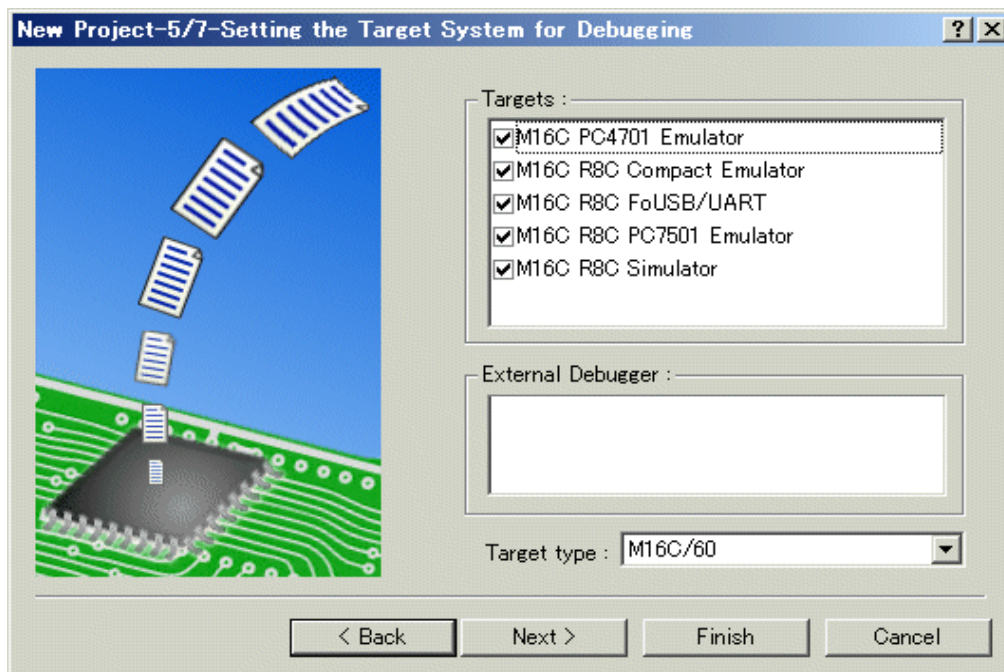 New Project-5/7-Setting the Target System for Debugging
Targets :
M16C PC4701 Emulator
M16C R8C Compact Emulator
M16C R8C FoUSB/UART
M16C R8C PC7501 Emulator
M16C R8C Simulator
External Debugger :
Target type : M16C/60
< Back Next > Finish Cancel